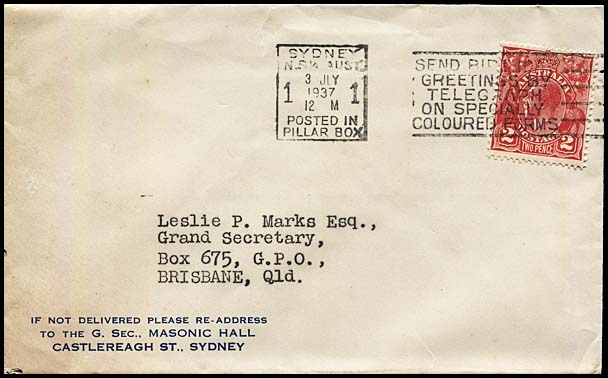 SYDNEY
N.S.W. AUST
3 JLY
1 1937 1
12 M
POSTED IN
PILLAR BOX
SEND
GREETINGS BY
TELEGRAPH
ON SPECIALLY
COLOURED FORMS
AUSTRALIA
2 2
TWO PENCE
Leslie P. Marks Esq.,
Grand Secretary,
Box 675, G.P.O.,
BRISBANE, Qld.
IF NOT DELIVERED PLEASE RE-ADDRESS
TO THE G. SEC., MASONIC HALL
CASTLEREAGH ST., SYDNEY